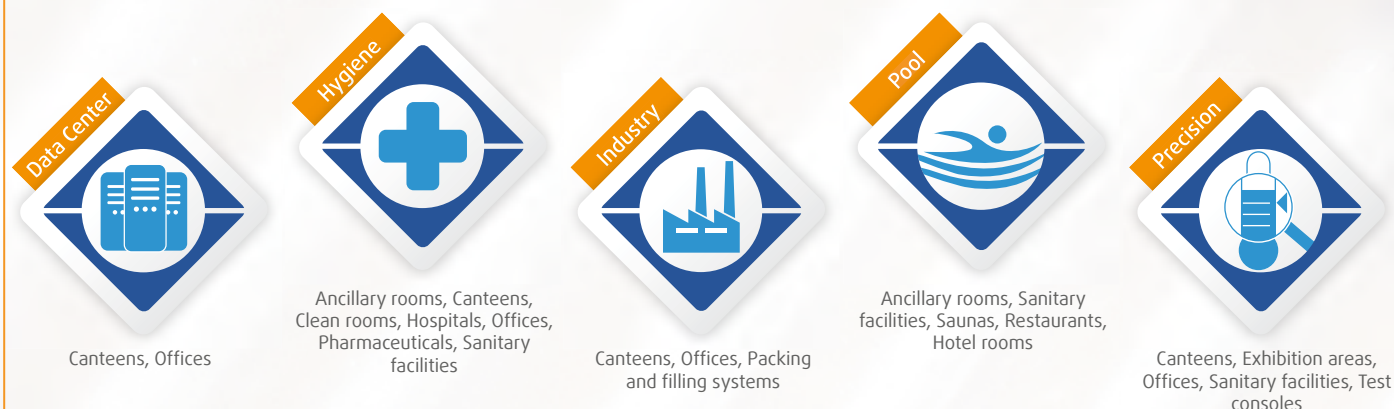 Data Center
Canteens, Offices
Hygiene
Ancillary rooms, Canteens,
Clean rooms, Hospitals, Offices,
Pharmaceuticals, Sanitary
facilities
Industry
Canteens, Offices, Packing
and filling systems
Pool
Ancillary rooms, Sanitary
facilities, Saunas, Restaurants,
Hotel rooms
Precision
Canteens, Exhibition areas,
Offices, Sanitary facilities, Test
consoles